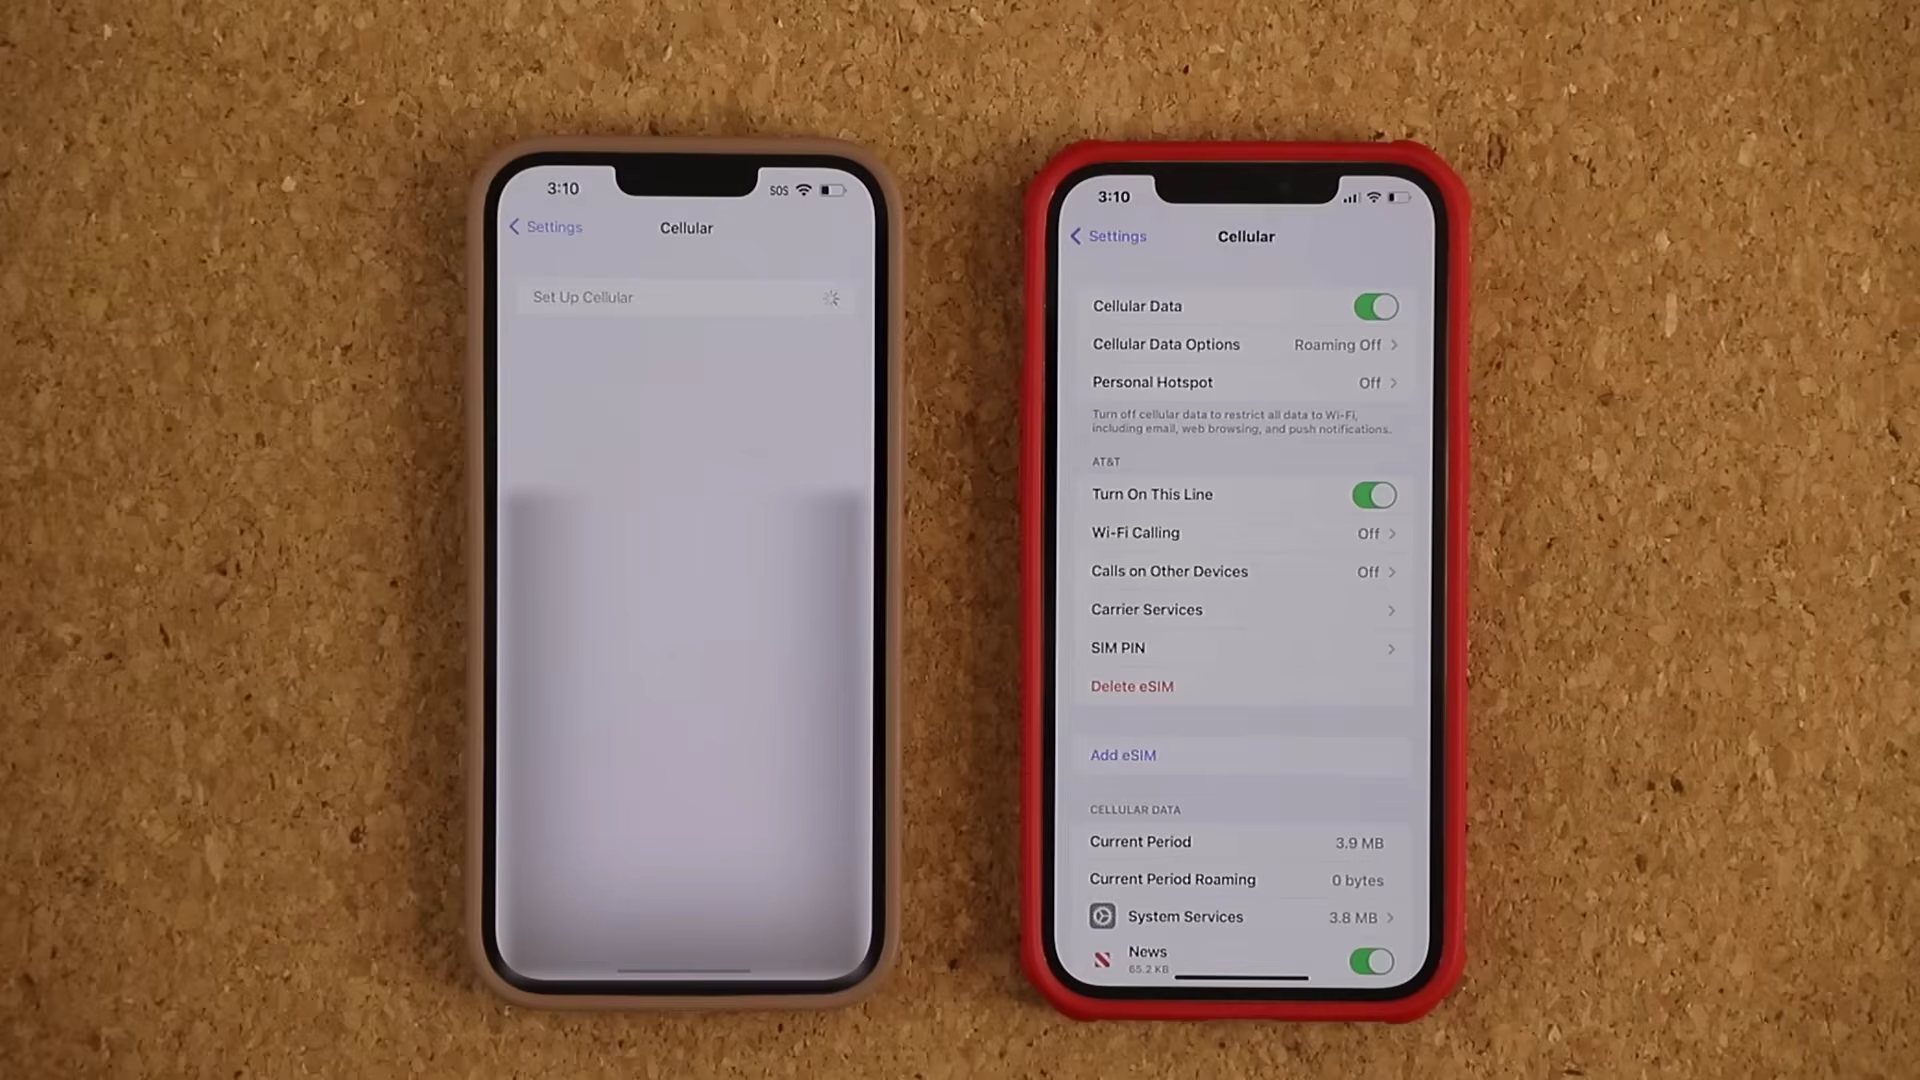 3:10
SOS
Settings
Cellular
Set Up Cellular
3:10
Settings
Cellular
Cellular Data
Cellular Data Options
Roaming Off
Personal Hotspot
Off
Turn off cellular data to restrict all data to Wi-Fi,
including email, web browsing, and push notifications.
AT&T
Turn On This Line
Wi-Fi Calling
Off
Calls on Other Devices
Off
Carrier Services
SIM PIN
Delete eSIM
Add eSIM
CELLULAR DATA
Current Period
3.9 MB
Current Period Roaming
0 bytes
System Services
3.8 MB
News
65.2 KB